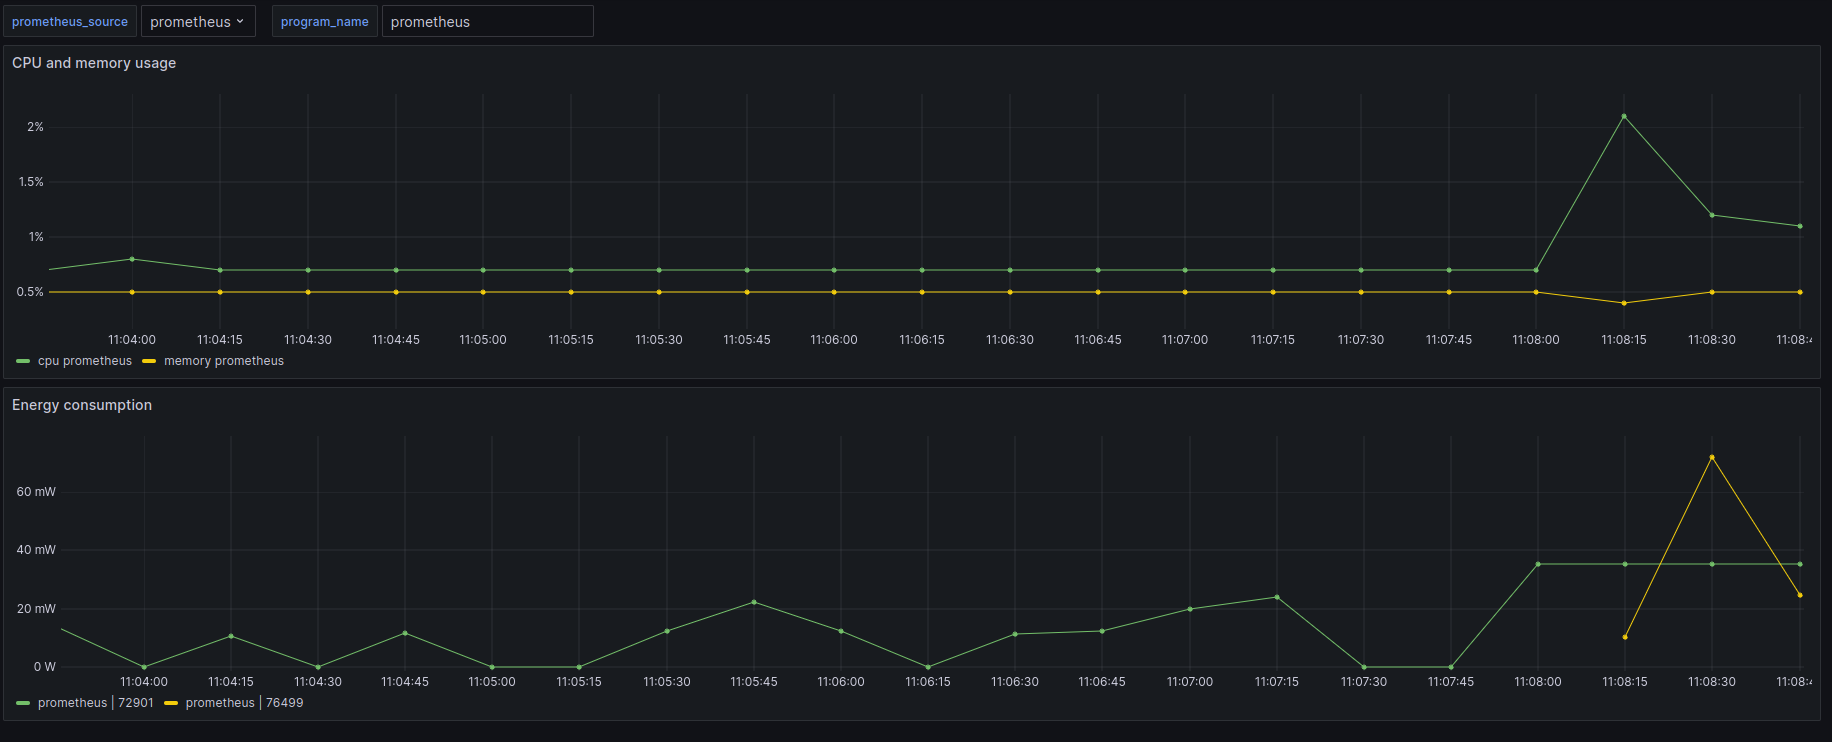 prometheus_source prometheus program_name prometheus
CPU and memory usage
2%
1.5%
1%
0.5%
11:04:00 11:04:15 11:04:30 11:04:45 11:05:00 11:05:15 11:05:30 11:05:45 11:06:00 11:06:15 11:06:30 11:06:45 11:07:00 11:07:15 11:07:30 11:07:45 11:08:00 11:08:15 11:08:30 11:08:4
cpu prometheus memory prometheus
Energy consumption
60 mW
40 mW
20 mW
0 W
11:04:00 11:04:15 11:04:30 11:04:45 11:05:00 11:05:15 11:05:30 11:05:45 11:06:00 11:06:15 11:06:30 11:06:45 11:07:00 11:07:15 11:07:30 11:07:45 11:08:00 11:08:15 11:08:30 11:08:4
prometheus | 72901 prometheus | 76499